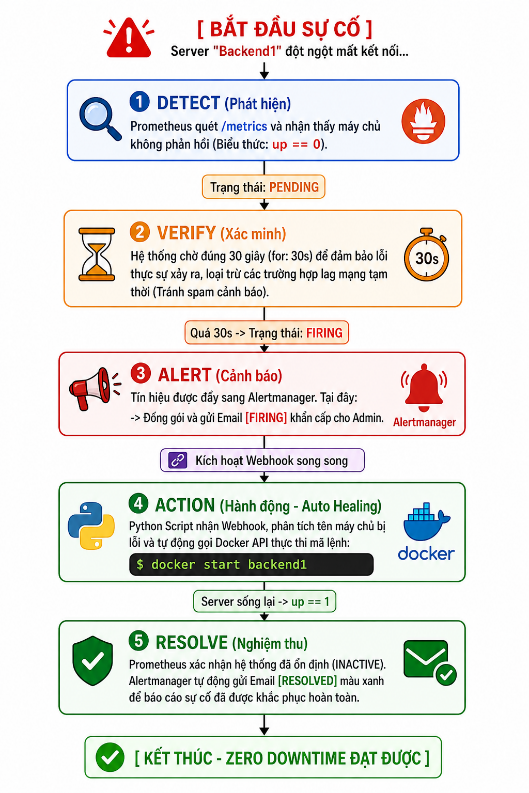 [ BẮT ĐẦU SỰ CỐ ]
Server "Backend1" đột ngột mất kết nối...
1 DETECT (Phát hiện)
Prometheus quét /metrics và nhận thấy máy chủ
không phản hồi (Biểu thức: up == 0).
Trạng thái: PENDING
2 VERIFY (Xác minh)
Hệ thống chờ đúng 30 giây (for: 30s) để đảm bảo lỗi
thực sự xảy ra, loại trừ các trường hợp lag mạng tạm
thời (Tránh spam cảnh báo).
30s
Quá 30s -> Trạng thái: FIRING
3 ALERT (Cảnh báo)
Tín hiệu được đẩy sang Alertmanager. Tại đây:
-> Đóng gói và gửi Email [FIRING] khẩn cấp cho Admin.
Alertmanager
Kích hoạt Webhook song song
4 ACTION (Hành động - Auto Healing)
Python Script nhận Webhook, phân tích tên máy chủ bị
lỗi và tự động gọi Docker API thực thi mã lệnh:
$ docker start backend1
docker
Server sống lại -> up == 1
5 RESOLVE (Nghiệm thu)
Prometheus xác nhận hệ thống đã ổn định (INACTIVE).
Alertmanager tự động gửi Email [RESOLVED] màu xanh
để báo cáo sự cố đã được khắc phục hoàn toàn.
[ KẾT THÚC - ZERO DOWNTIME ĐẠT ĐƯỢC ]